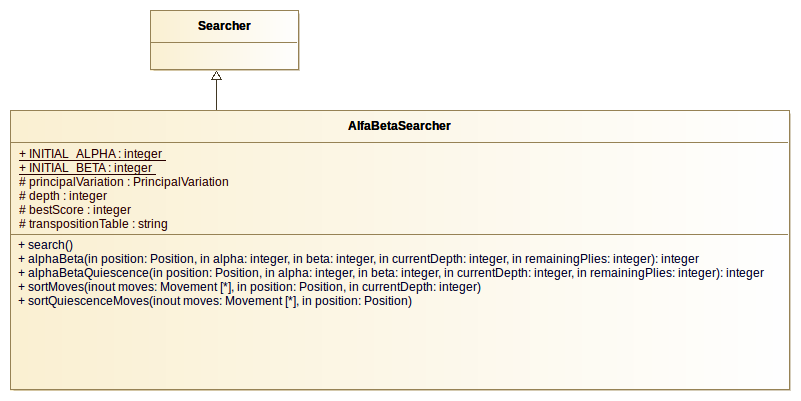 Searcher
AlfaBetaSearcher
+ INITIAL_ALPHA : integer
+ INITIAL_BETA : integer
# principalVariation : PrincipalVariation
# depth : integer
# bestScore : integer
# transpositionTable : string
+ search()
+ alphaBeta(in position: Position, in alpha: integer, in beta: integer, in currentDepth: integer, in remainingPlies: integer): integer
+ alphaBetaQuiescence(in position: Position, in alpha: integer, in beta: integer, in currentDepth: integer, in remainingPlies: integer): integer
+ sortMoves(inout moves: Movement [*], in position: Position, in currentDepth: integer)
+ sortQuiescenceMoves(inout moves: Movement [*], in position: Position)